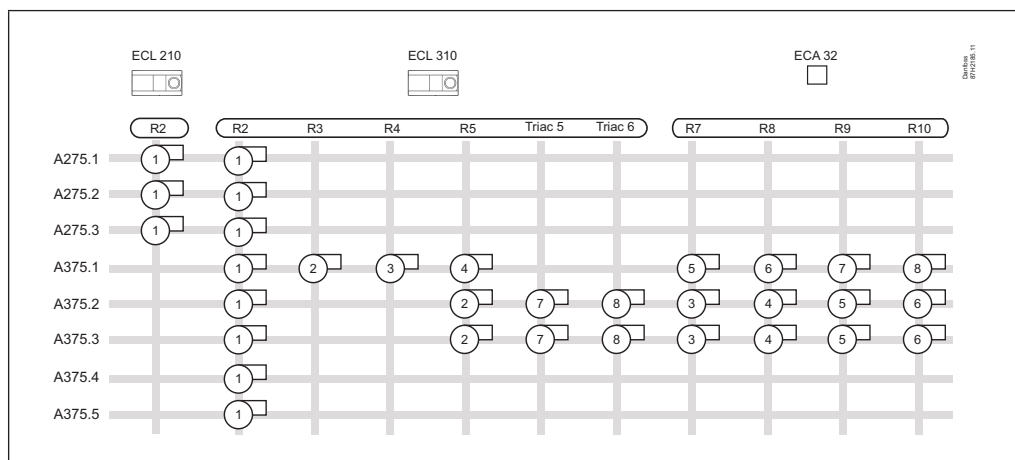 ECL 210 ECL 310 ECA 32
Danfoss
87H2185.11
R2 R2 R3 R4 R5 Triac 5 Triac 6 R7 R8 R9 R10
A275.1 1 1
A275.2 1 1
A275.3 1 1
A375.1 1 2 3 4 5 6 7 8
A375.2 1 2 7 8 3 4 5 6
A375.3 1 2 7 8 3 4 5 6
A375.4 1
A375.5 1